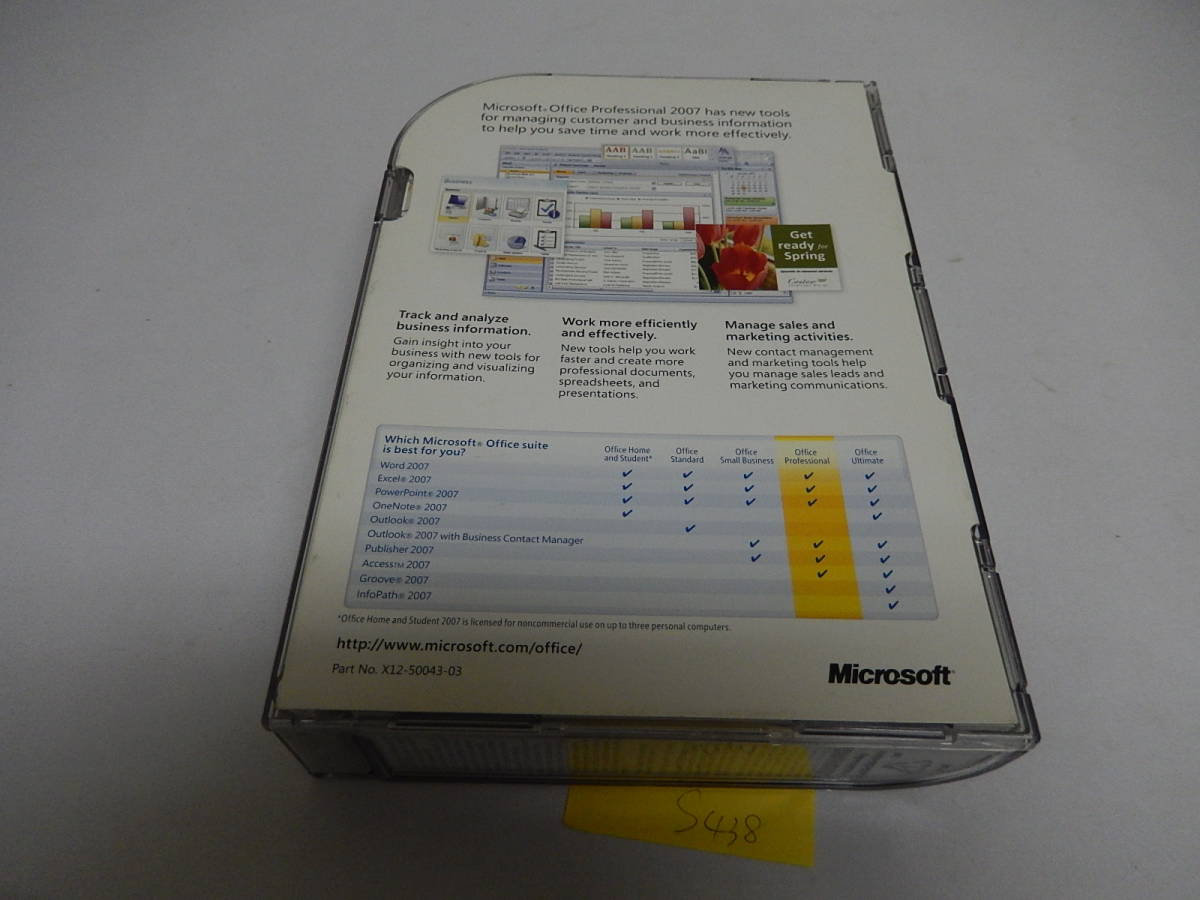 Microsoft® Office Professional 2007 has new tools
for managing customer and business information
to help you save time and work more effectively.
AAB AAB AaBl
Business
Get
ready for
Spring
Track and analyze
business information.
Gain insight into your
business with new tools for
organizing and visualizing
your information.
Work more efficiently
and effectively.
New tools help you work
faster and create more
professional documents,
spreadsheets, and
presentations.
Manage sales and
marketing activities.
New contact management
and marketing tools help
you manage sales leads and
marketing communications.
Which Microsoft® Office suite
is best for you?
Office Home
and Student*
Office
Standard
Office
Small Business
Office
Professional
Office
Ultimate
Word 2007 ✔ ✔ ✔ ✔ ✔
Excel® 2007 ✔ ✔ ✔ ✔ ✔
PowerPoint® 2007 ✔ ✔ ✔ ✔ ✔
OneNote® 2007 ✔ ✔
Outlook® 2007 ✔
Outlook® 2007 with Business Contact Manager ✔ ✔ ✔
Publisher 2007 ✔ ✔ ✔
Access™ 2007 ✔ ✔
Groove® 2007 ✔
InfoPath® 2007 ✔
*Office Home and Student 2007 is licensed for noncommercial use on up to three personal computers.
http://www.microsoft.com/office/
Part No. X12-50043-03
Microsoft®
S438